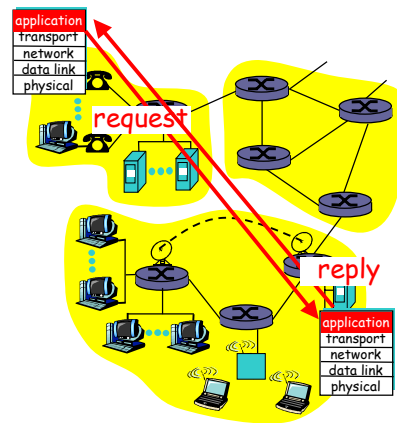 application
transport
network
data link
physical
request
reply
application
transport
network
data link
physical